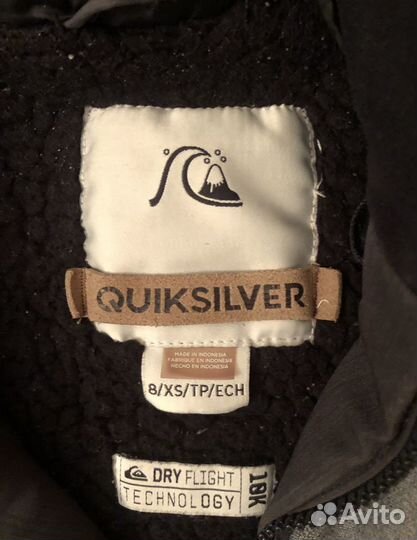 QUIKSILVER
MADE IN INDONESIA
FABRIQUE EN INDONESIE
HECHO EN INDONESIA
8/XS/TP/ECH
DRY FLIGHT
TECHNOLOGY
10K
Avito